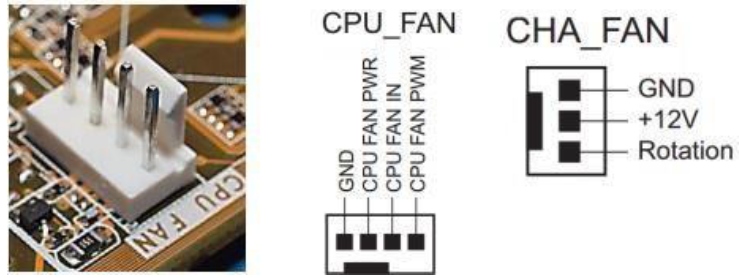 CPU FAN
CPU_FAN
GND
CPU FAN PWR
CPU FAN IN
CPU FAN PWM
CHA_FAN
GND
+12V
Rotation